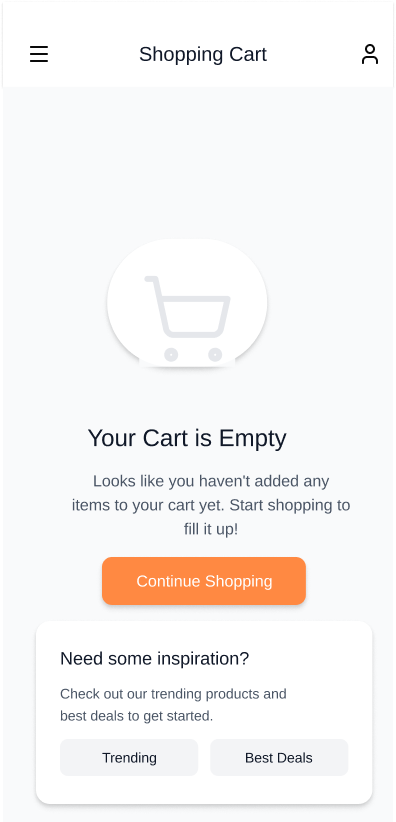 Shopping Cart
Your Cart is Empty
Looks like you haven't added any
items to your cart yet. Start shopping to
fill it up!
Continue Shopping
Need some inspiration?
Check out our trending products and
best deals to get started.
Trending
Best Deals